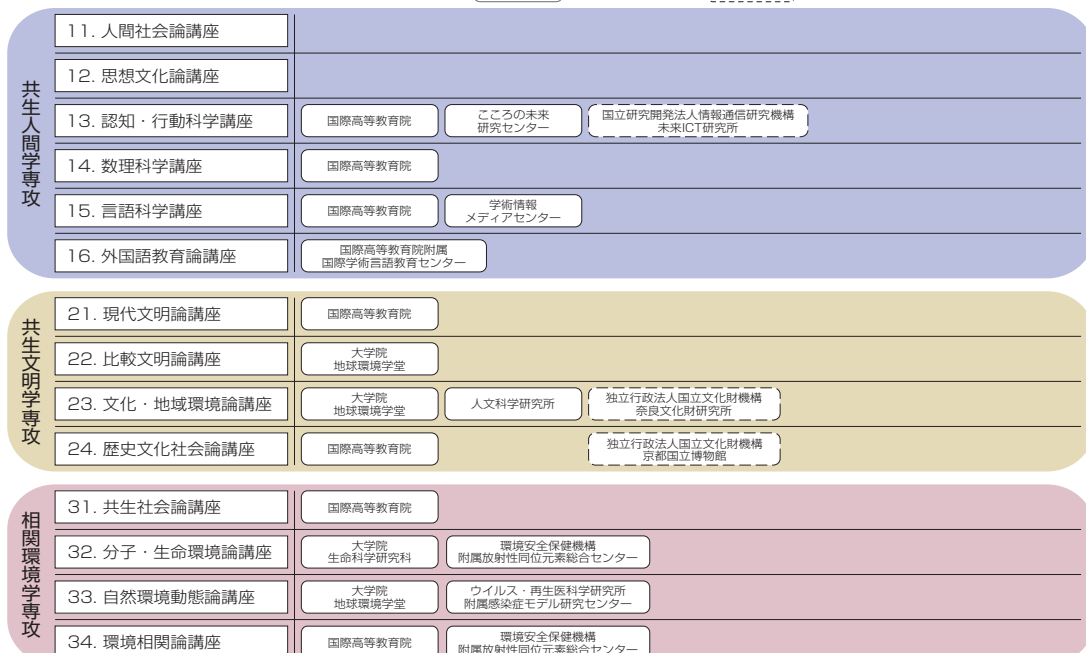 共生人間学専攻
11. 人間社会論講座
12. 思想文化論講座
13. 認知・行動科学講座
国際高等教育院
こころの未来
研究センター
国立研究開発法人情報通信研究機構
未来ICT研究所
14. 数理科学講座
国際高等教育院
15. 言語科学講座
国際高等教育院
学術情報
メディアセンター
16. 外国語教育論講座
国際高等教育院附属
国際学術言語教育センター
共生文明学専攻
21. 現代文明論講座
国際高等教育院
22. 比較文明論講座
大学院
地球環境学堂
23. 文化・地域環境論講座
大学院
地球環境学堂
人文科学研究所
独立行政法人国立文化財機構
奈良文化財研究所
24. 歴史文化社会論講座
国際高等教育院
独立行政法人国立文化財機構
京都国立博物館
相関環境学専攻
31. 共生社会論講座
国際高等教育院
32. 分子・生命環境論講座
大学院
生命科学研究科
環境安全保健機構
附属放射性同位元素総合センター
33. 自然環境動態論講座
大学院
地球環境学堂
ウイルス・再生医科学研究所
附属感染症モデル研究センター
34. 環境相関論講座
国際高等教育院
環境安全保健機構
附属放射性同位元素総合センター